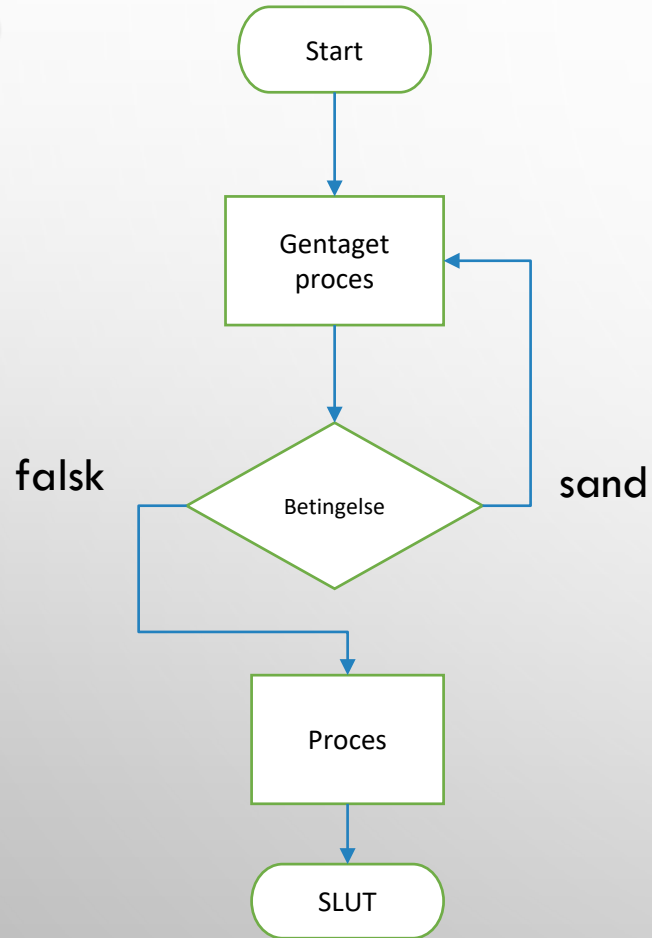 Start
Gentaget
proces
falsk
Betingelse
sand
Proces
SLUT